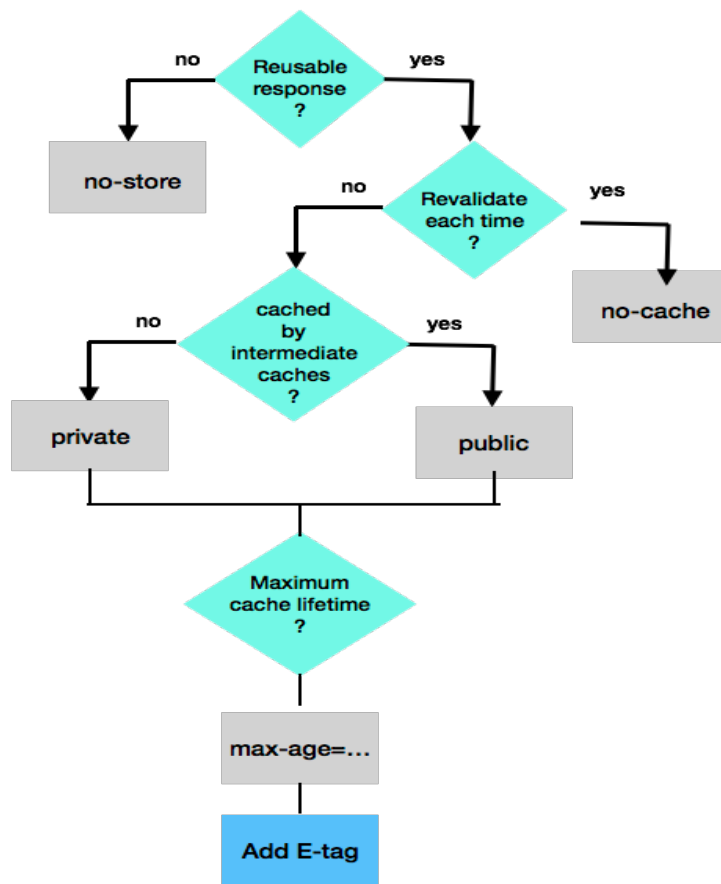 no
Reusable
response
?
yes
no-store
no
Revalidate
each time
?
yes
no-cache
no
cached
by
intermediate
caches
?
yes
private
public
Maximum
cache lifetime
?
max-age=...
Add E-tag